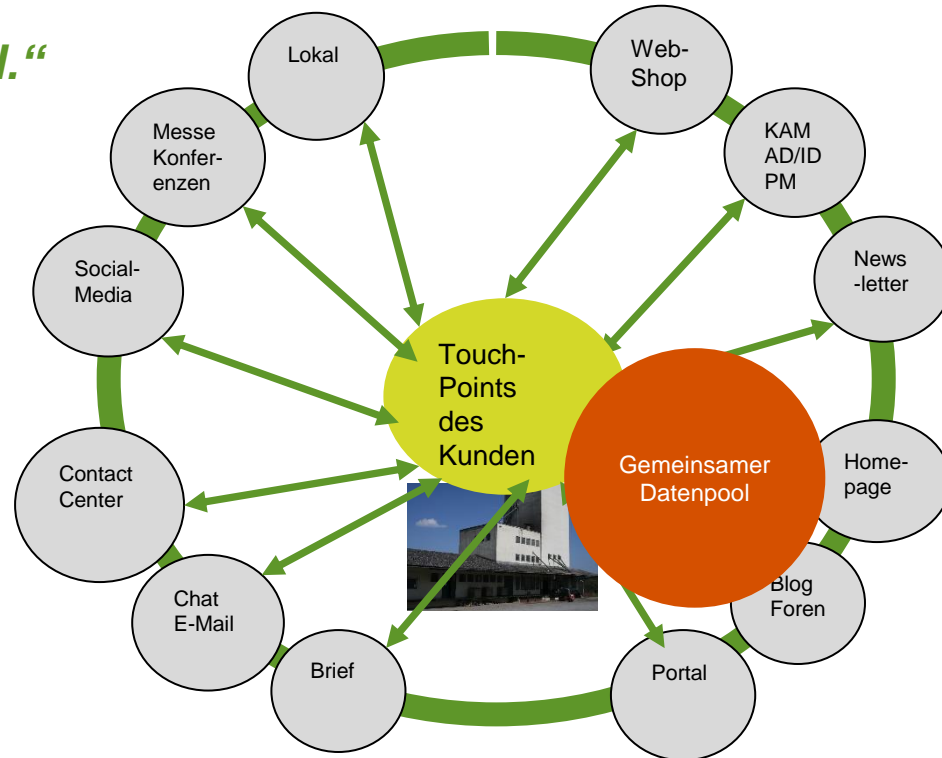 l.“
Lokal
Web-
Shop
Messe
Konfer-
enzen
KAM
AD/ID
PM
Social-
Media
News
-letter
Touch-
Points
des
Kunden
Gemeinsamer
Datenpool
Contact
Center
Home-
page
Chat
E-Mail
Blog
Foren
Brief
Portal